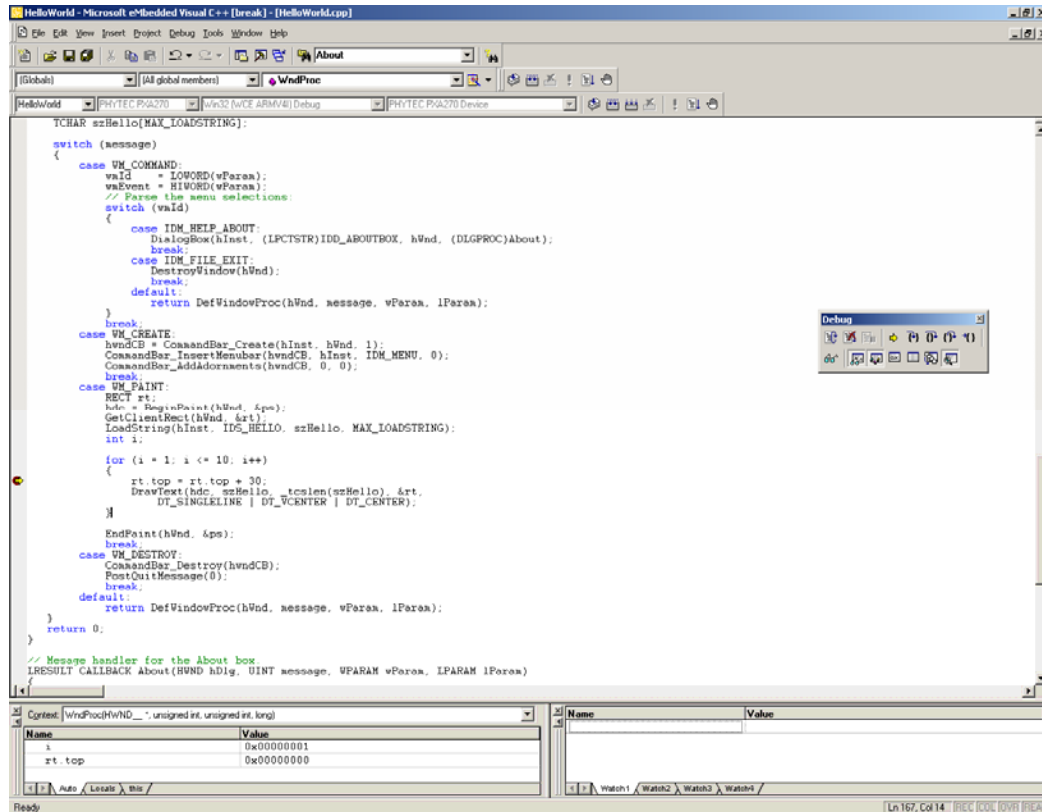 HelloWorld - Microsoft eMbedded Visual C++ [break] - [HelloWorld.cpp]
File Edit View Insert Project Debug Tools Window Help
About
(Globals) (All global members) WndProc
HelloWorld PHYTEC PXA270 Win32 (WCE ARMV4I) Debug PHYTEC PXA270 Device
TCHAR szHello[MAX_LOADSTRING];
switch (message)
{
case WM_COMMAND:
wmId = LOWORD(wParam);
wmEvent = HIWORD(wParam);
// Parse the menu selections:
switch (wmId)
{
case IDM_HELP_ABOUT:
DialogBox(hInst, (LPCTSTR)IDD_ABOUTBOX, hWnd, (DLGPROC)About);
break;
case IDM_FILE_EXIT:
DestroyWindow(hWnd);
break;
default:
return DefWindowProc(hWnd, message, wParam, lParam);
}
break;
case WM_CREATE:
hwndCB = CommandBar_Create(hInst, hWnd, 1);
CommandBar_InsertMenubar(hwndCB, hInst, IDM_MENU, 0);
CommandBar_AddAdornments(hwndCB, 0, 0);
break;
case WM_PAINT:
RECT rt;
hdc = BeginPaint(hWnd, &ps);
GetClientRect(hWnd, &rt);
LoadString(hInst, IDS_HELLO, szHello, MAX_LOADSTRING);
int i;
for (i = 1; i <= 10; i++)
{
rt.top = rt.top + 30;
DrawText(hdc, szHello, _tcslen(szHello), &rt,
DT_SINGLELINE | DT_VCENTER | DT_CENTER);
}
EndPaint(hWnd, &ps);
break;
case WM_DESTROY:
CommandBar_Destroy(hwndCB);
PostQuitMessage(0);
break;
default:
return DefWindowProc(hWnd, message, wParam, lParam);
}
return 0;
}
// Mesage handler for the About box.
LRESULT CALLBACK About(HWND hDlg, UINT message, WPARAM wParam, LPARAM lParam)
{
Debug
Context: WndProc(HWND__ *, unsigned int, unsigned int, long)
Name Value
i 0x00000001
rt.top 0x00000000
Auto Locals this
Name Value
Watch1 Watch2 Watch3 Watch4
Ready
Ln 167, Col 14 REC COL OVR REA